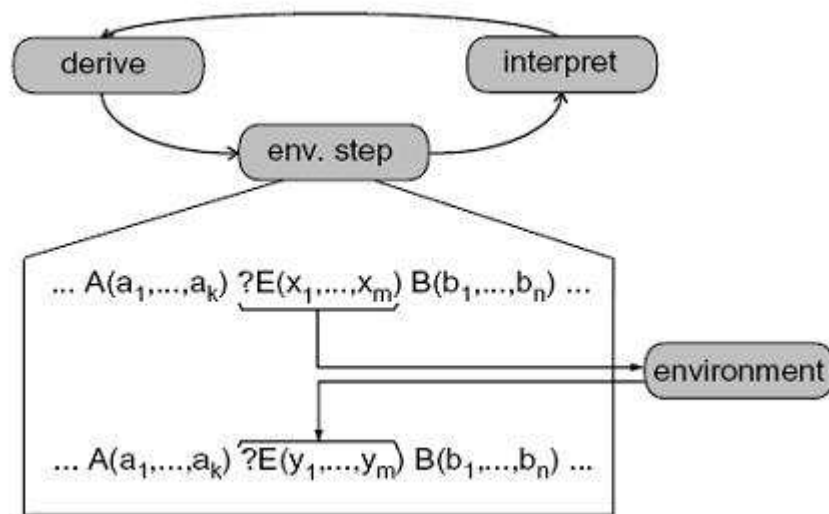 derive
interpret
env. step
... A(a₁,...,aₖ) ?E(x₁,...,xₘ) B(b₁,...,bₙ) ...
environment
... A(a₁,...,aₖ) ?E(y₁,...,yₘ) B(b₁,...,bₙ) ...